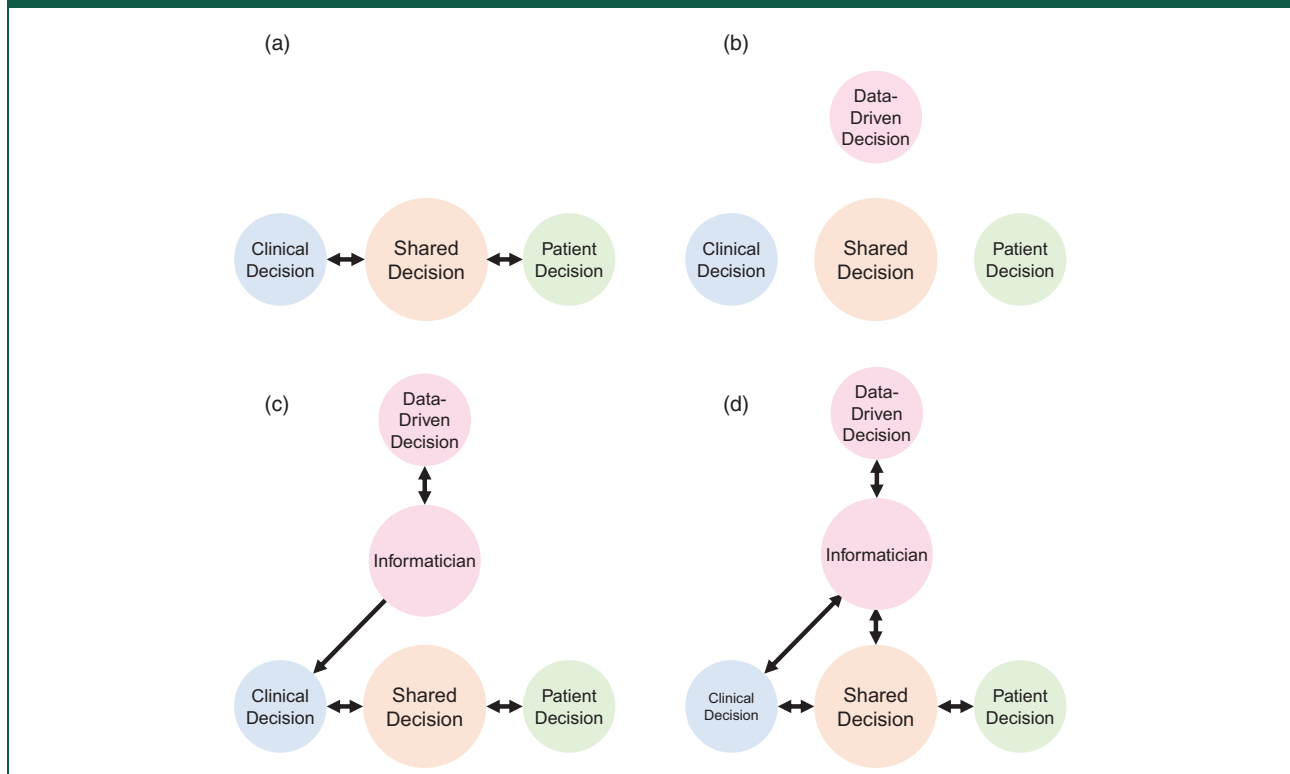 (a)
Clinical
Decision
Shared
Decision
Patient
Decision
(b)
Data-
Driven
Decision
Clinical
Decision
Shared
Decision
Patient
Decision
(c)
Data-
Driven
Decision
Informatician
Clinical
Decision
Shared
Decision
Patient
Decision
(d)
Data-
Driven
Decision
Informatician
Clinical
Decision
Shared
Decision
Patient
Decision